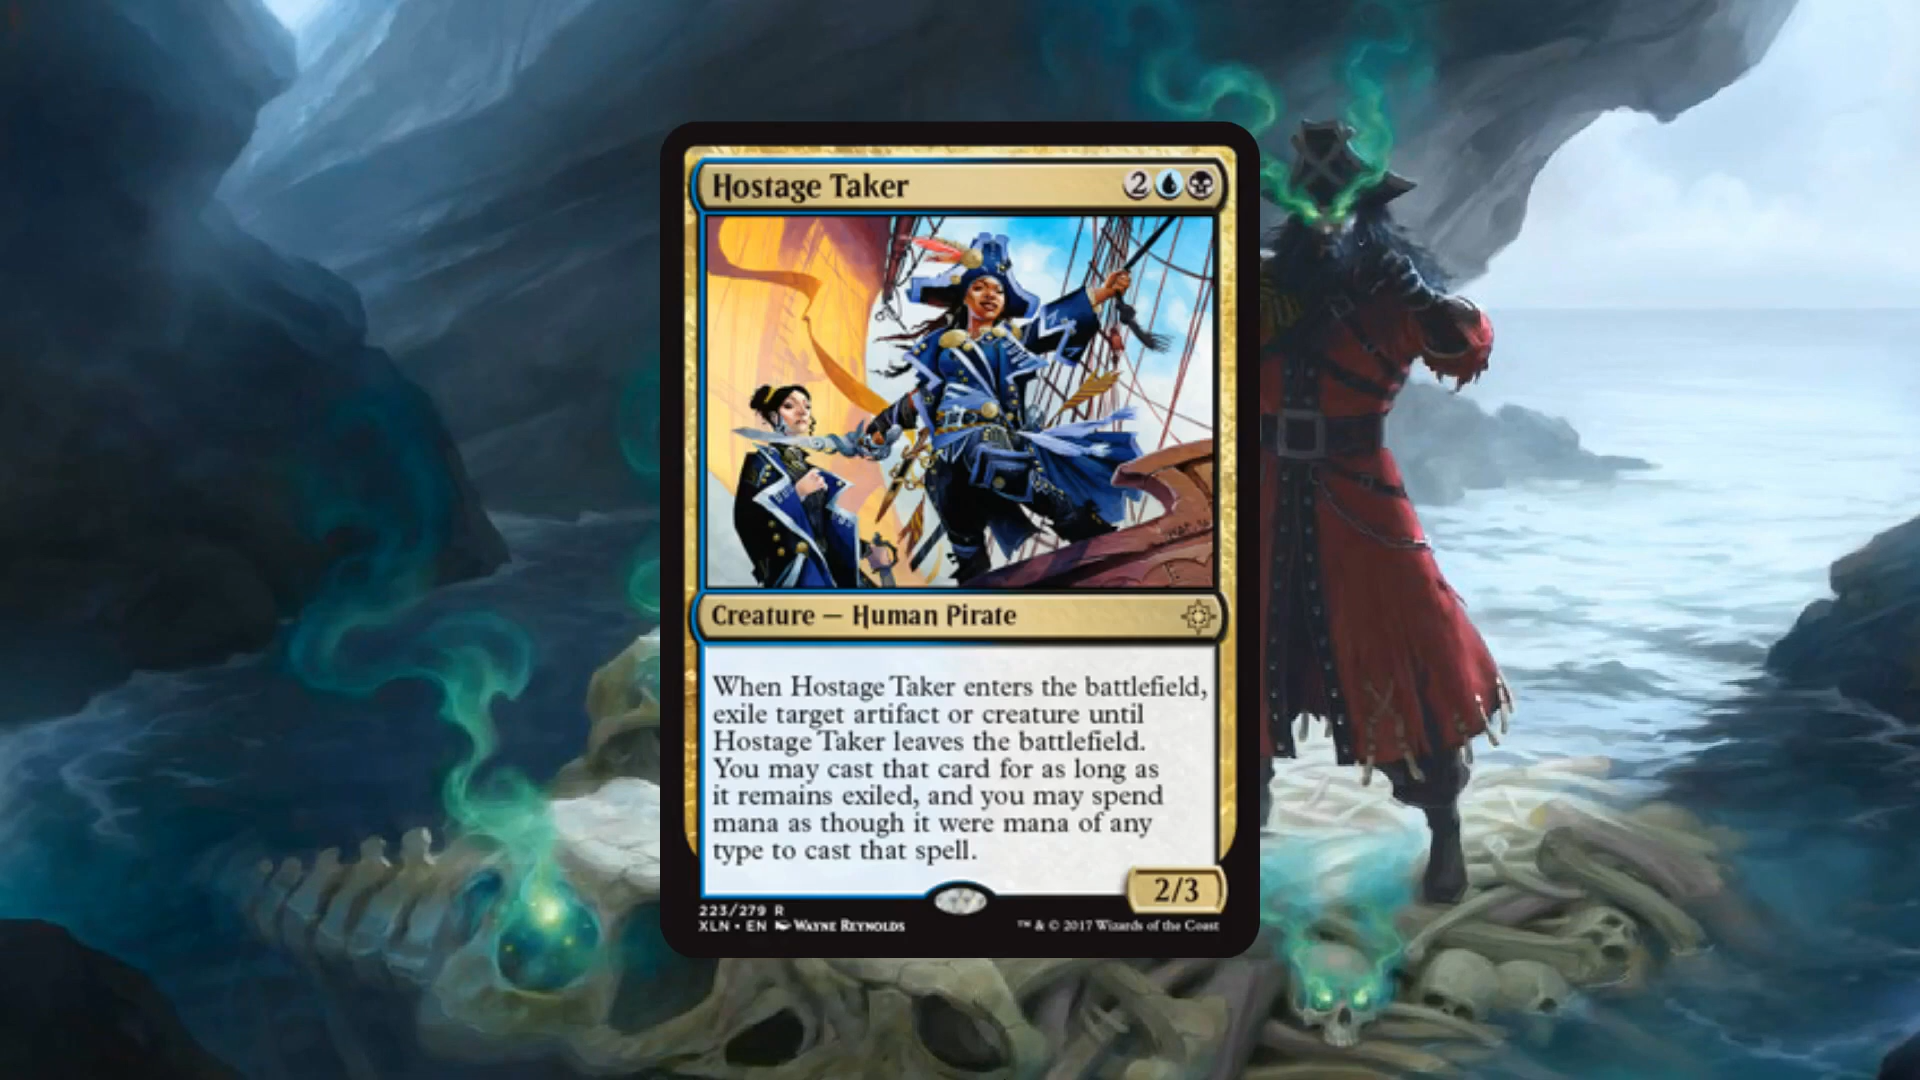 Hostage Taker 2
Creature — Human Pirate
When Hostage Taker enters the battlefield,
exile target artifact or creature until
Hostage Taker leaves the battlefield.
You may cast that card for as long as
it remains exiled, and you may spend
mana as though it were mana of any
type to cast that spell.
2/3
223/279 R
XLN • EN Wayne Reynolds ™ & © 2017 Wizards of the Coast